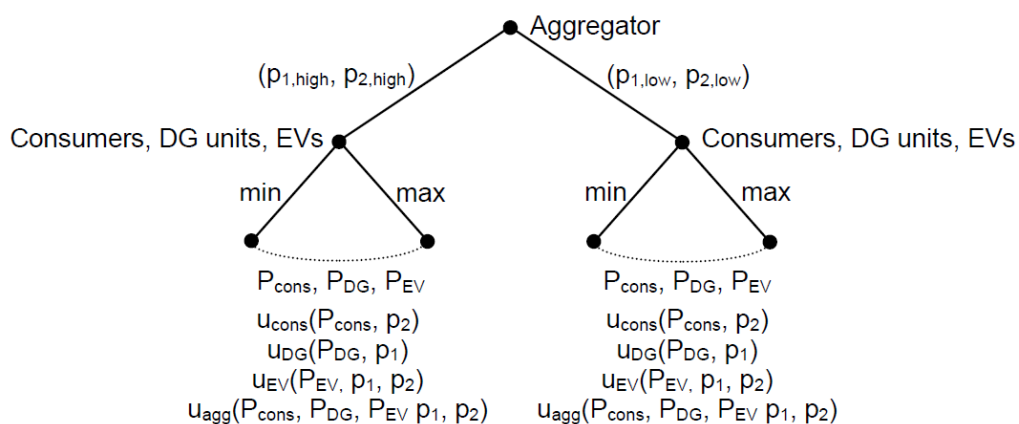 Aggregator
(p1,high, p2,high) (p1,low, p2,low)
Consumers, DG units, EVs Consumers, DG units, EVs
min max min max
Pcons, PDG, PEV Pcons, PDG, PEV
ucons(Pcons, p2) ucons(Pcons, p2)
uDG(PDG, p1) uDG(PDG, p1)
uEV(PEV, p1, p2) uEV(PEV, p1, p2)
uagg(Pcons, PDG, PEV p1, p2) uagg(Pcons, PDG, PEV p1, p2)